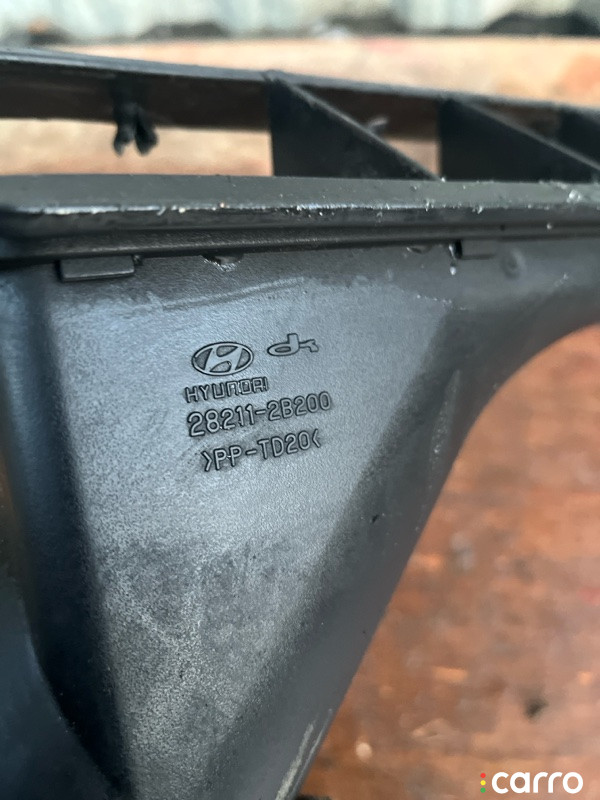 HYUNDAI
28211-2B200
>PP-TD20<
carro